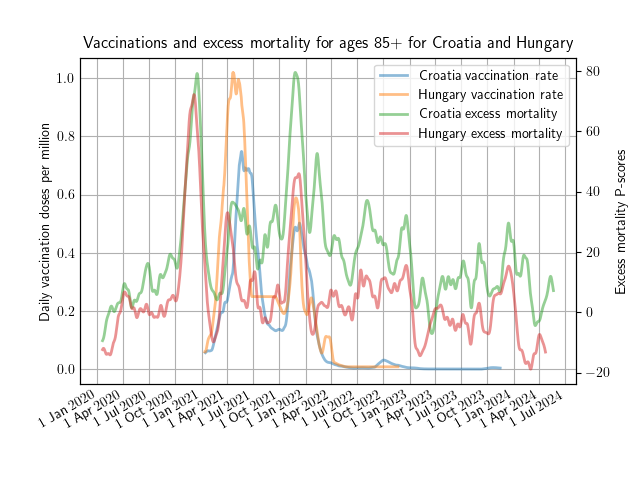 Vaccinations and excess mortality for ages 85+ for Croatia and Hungary
Croatia vaccination rate
Hungary vaccination rate
Croatia excess mortality
Hungary excess mortality
Daily vaccination doses per million
1.0
0.8
0.6
0.4
0.2
0.0
Excess mortality P-scores
80
60
40
20
0
−20
1 Jan 2020
1 Apr 2020
1 Jul 2020
1 Oct 2020
1 Jan 2021
1 Apr 2021
1 Jul 2021
1 Oct 2021
1 Jan 2022
1 Apr 2022
1 Jul 2022
1 Oct 2022
1 Jan 2023
1 Apr 2023
1 Jul 2023
1 Oct 2023
1 Jan 2024
1 Apr 2024
1 Jul 2024